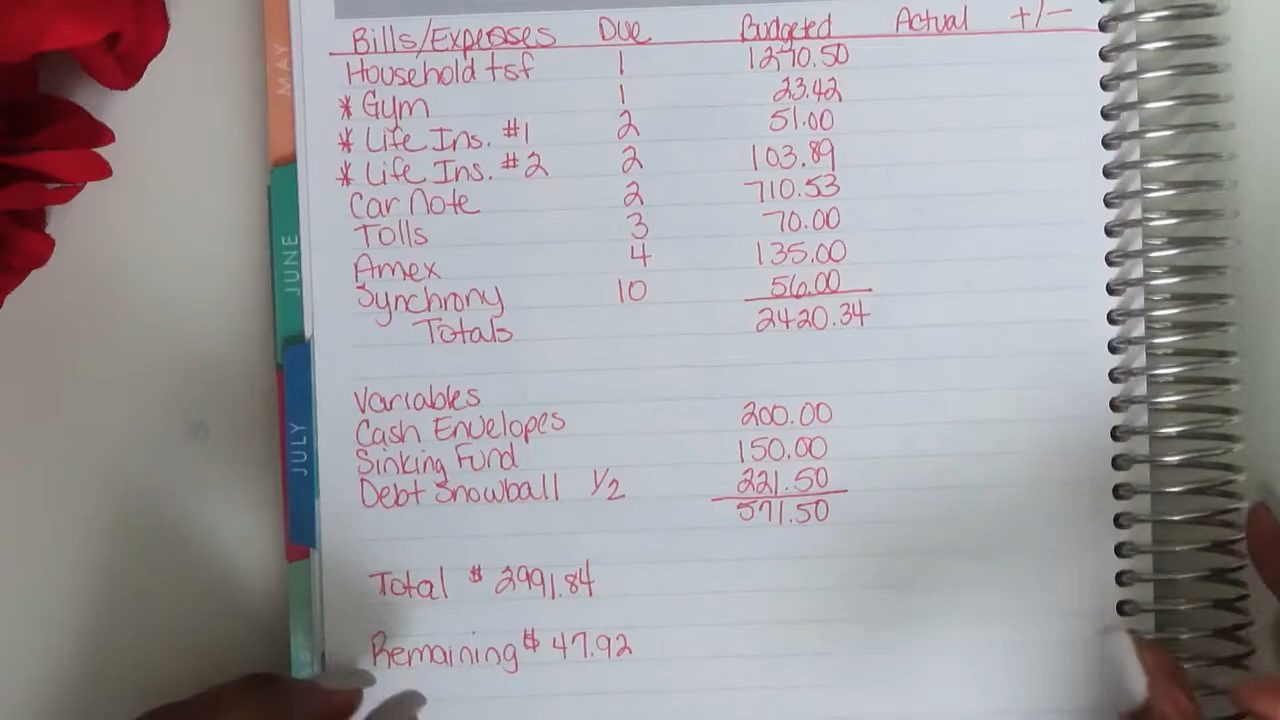 Bills/Expenses Due Budgeted Actual +/-
Household tsf 1 1270.50
* Gym 1 23.42
* Life Ins. #1 2 51.00
* Life Ins. #2 2 103.89
Car Note 2 710.53
Tolls 3 70.00
Amex 4 135.00
Synchrony 10 56.00
Totals 2420.34
Variables
Cash Envelopes 200.00
Sinking Fund 150.00
Debt Snowball 1/2 221.50
571.50
Total $ 2991.84
Remaining $ 47.92
MAY
JUNE
JULY